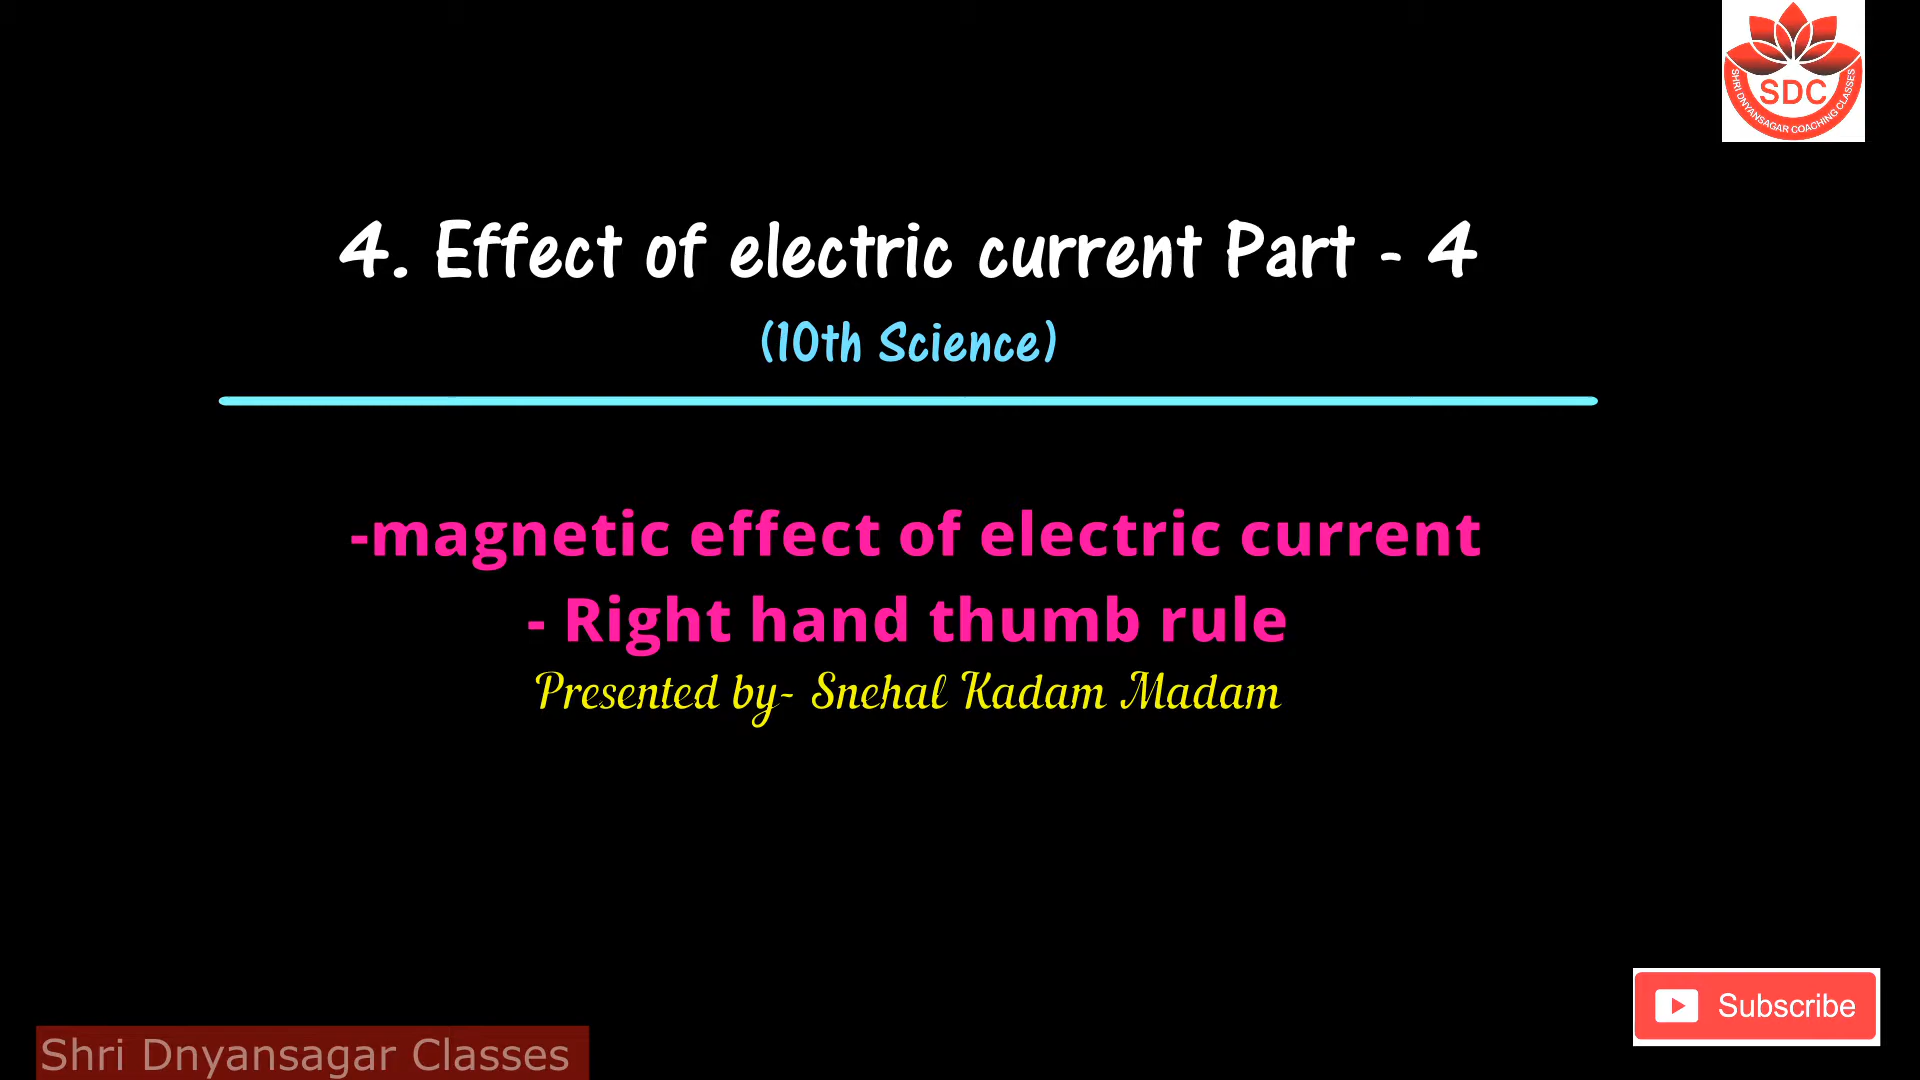 SDC
SHRI DNYANSAGAR COACHING CLASSES
4. Effect of electric current Part - 4
(10th Science)
-magnetic effect of electric current
- Right hand thumb rule
Presented by- Snehal Kadam Madam
Subscribe
Shri Dnyansagar Classes